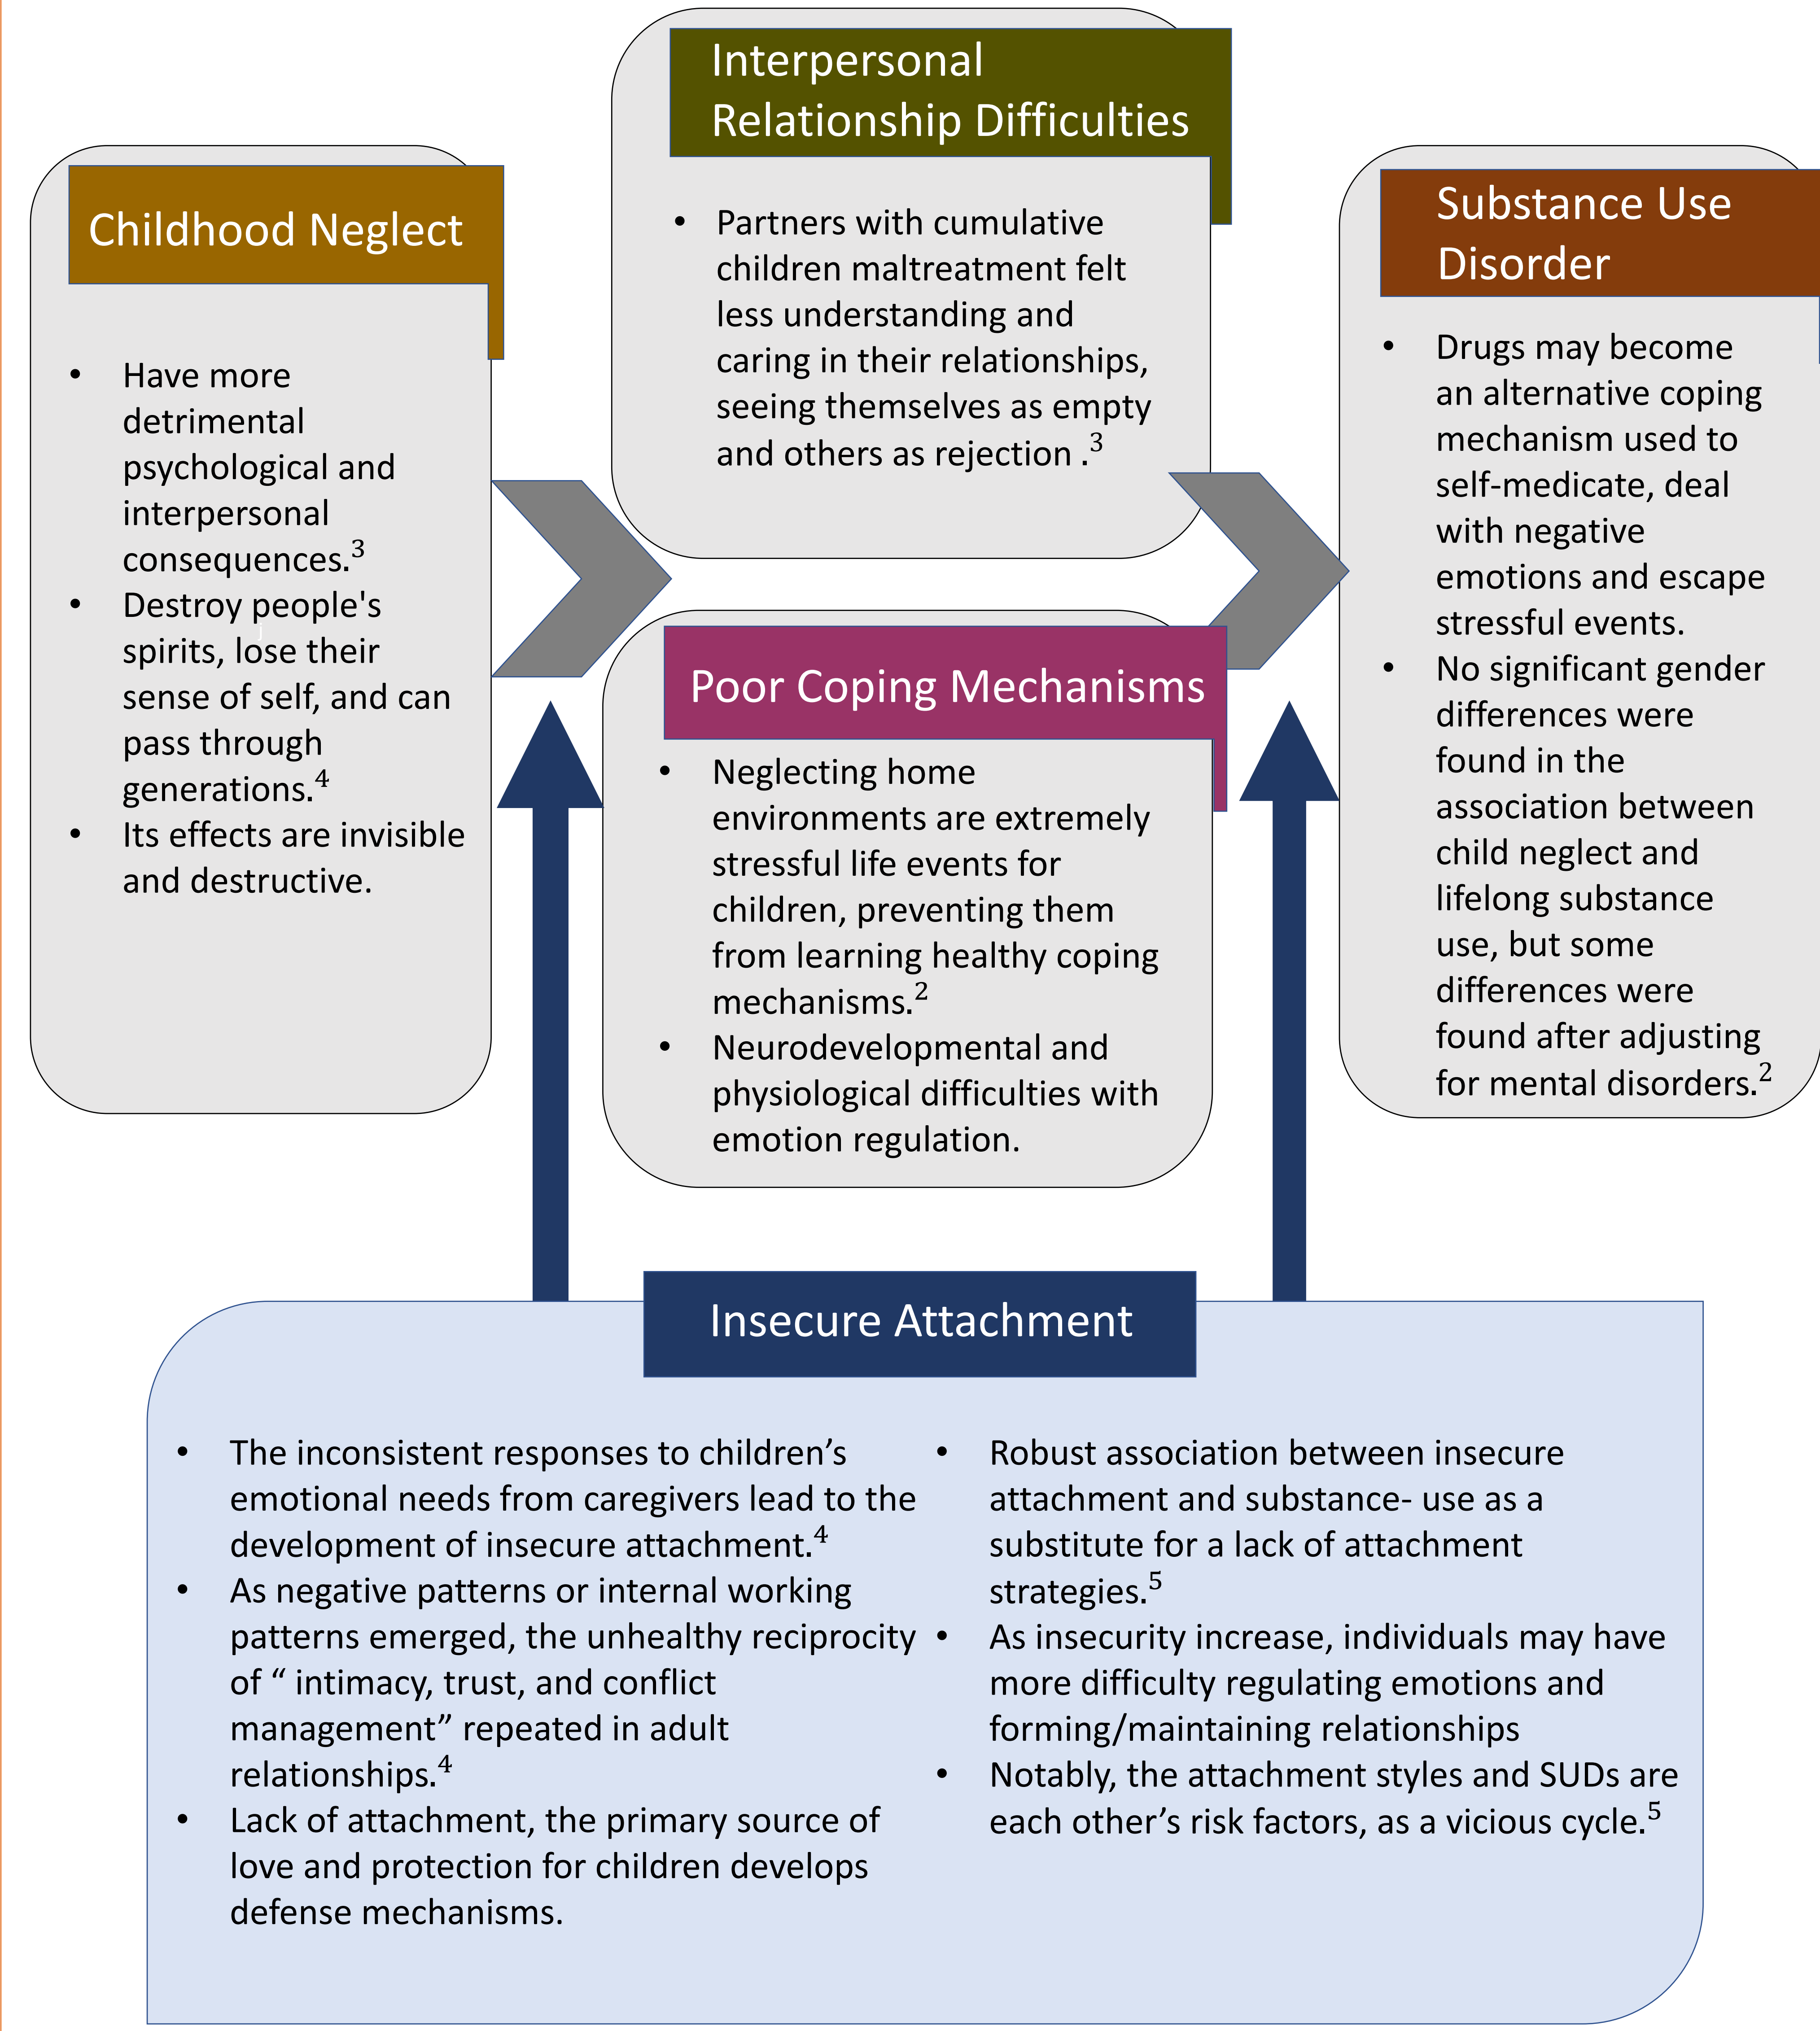 Interpersonal
Relationship Difficulties
• Partners with cumulative
children maltreatment felt
less understanding and
caring in their relationships,
seeing themselves as empty
and others as rejection .3
Childhood Neglect
• Have more
detrimental
psychological and
interpersonal
consequences.3
• Destroy people's
spirits, lose their
sense of self, and can
pass through
generations.4
• Its effects are invisible
and destructive.
Poor Coping Mechanisms
• Neglecting home
environments are extremely
stressful life events for
children, preventing them
from learning healthy coping
mechanisms.2
• Neurodevelopmental and
physiological difficulties with
emotion regulation.
Substance Use
Disorder
• Drugs may become
an alternative coping
mechanism used to
self-medicate, deal
with negative
emotions and escape
stressful events.
• No significant gender
differences were
found in the
association between
child neglect and
lifelong substance
use, but some
differences were
found after adjusting
for mental disorders.2
Insecure Attachment
• The inconsistent responses to children’s
emotional needs from caregivers lead to the
development of insecure attachment.4
• As negative patterns or internal working
patterns emerged, the unhealthy reciprocity
of “ intimacy, trust, and conflict
management” repeated in adult
relationships.4
• Lack of attachment, the primary source of
love and protection for children develops
defense mechanisms.
• Robust association between insecure
attachment and substance- use as a
substitute for a lack of attachment
strategies.5
• As insecurity increase, individuals may have
more difficulty regulating emotions and
forming/maintaining relationships
• Notably, the attachment styles and SUDs are
each other’s risk factors, as a vicious cycle.5